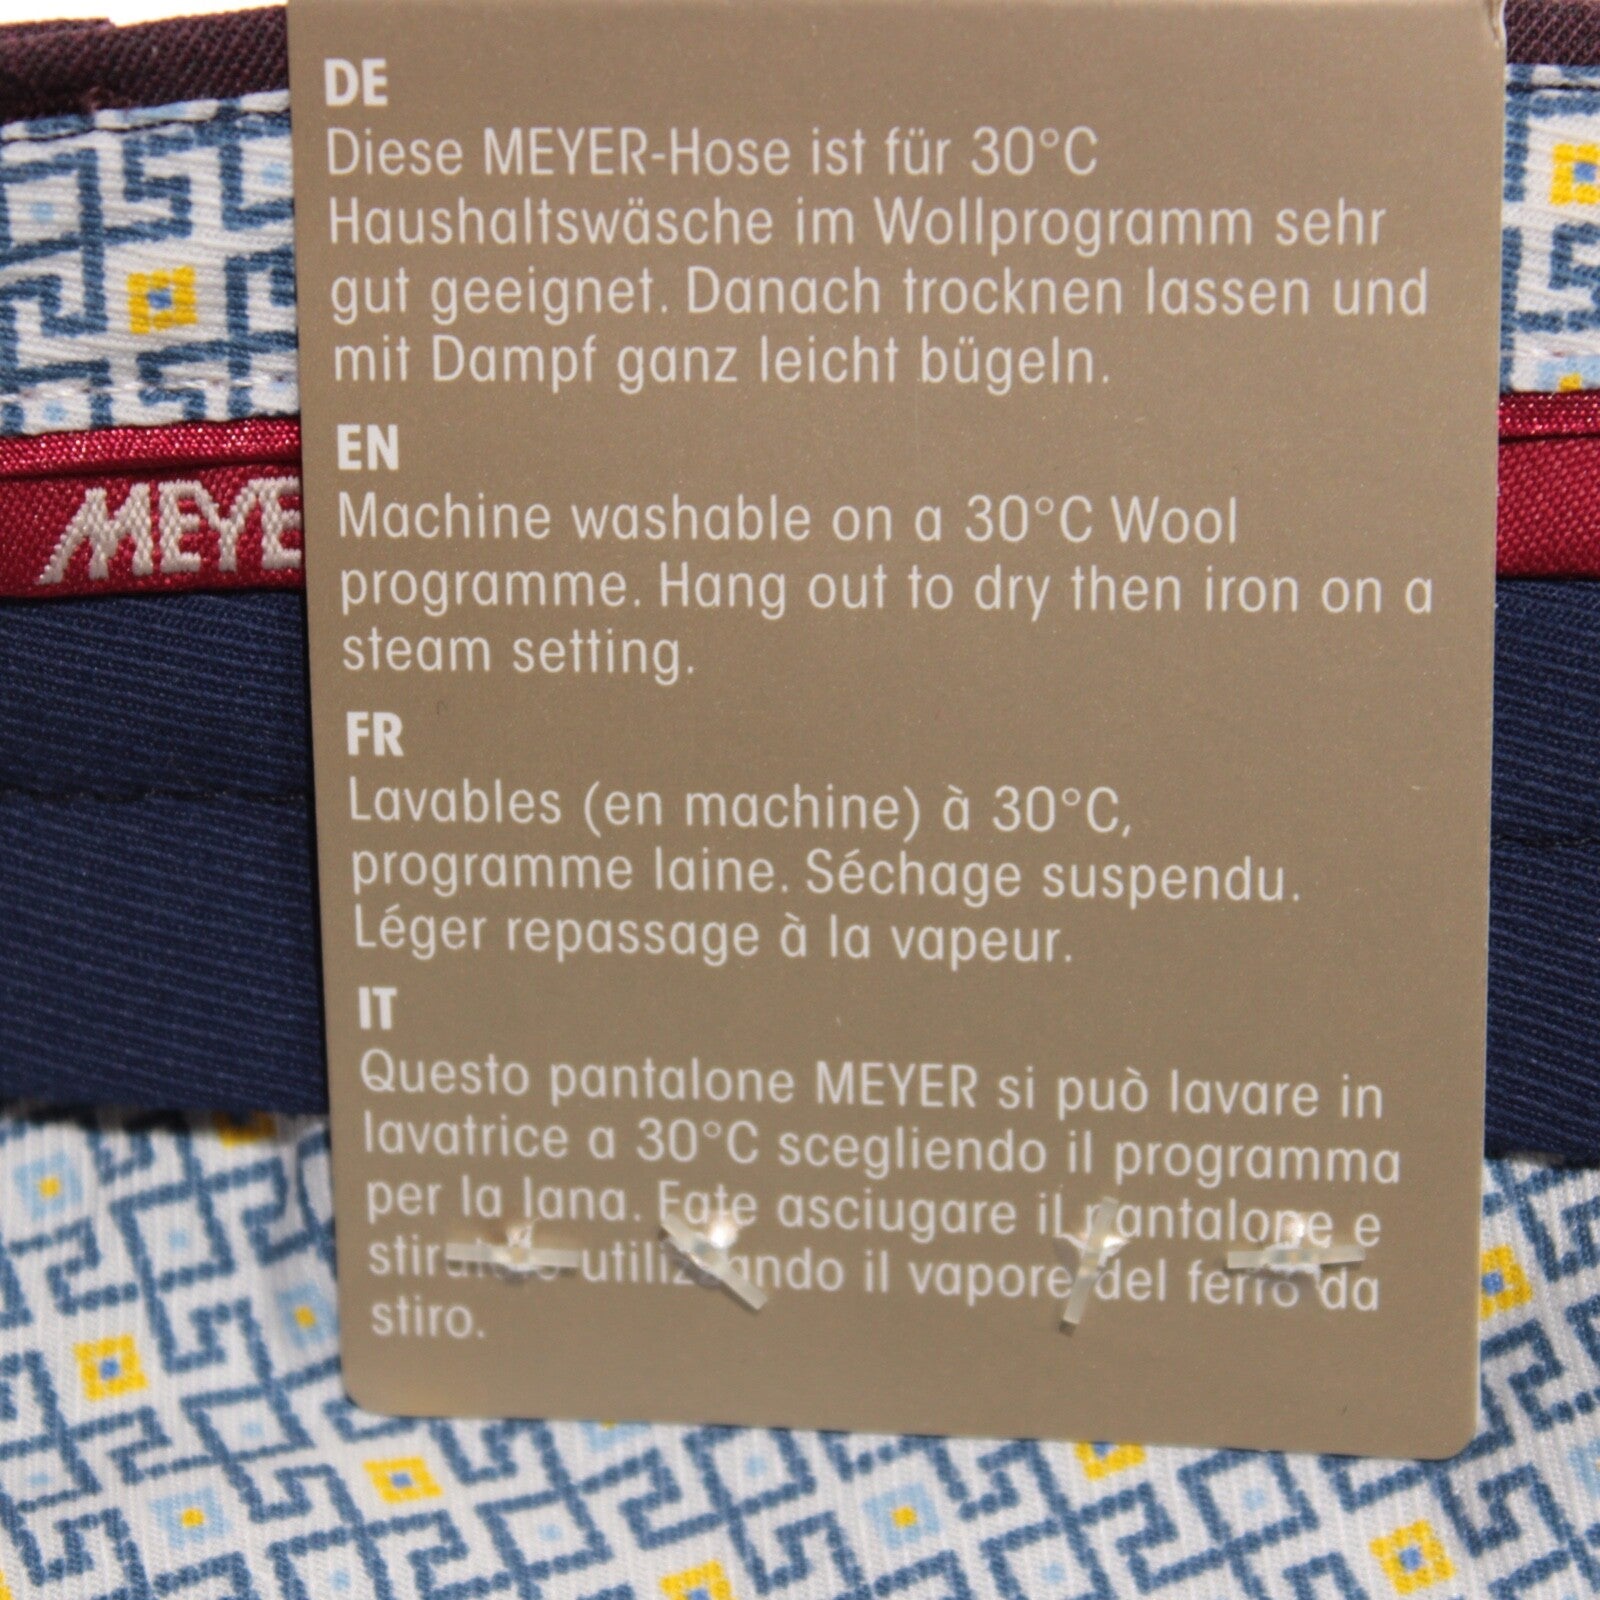 DE
Diese MEYER-Hose ist für 30°C
Haushaltswäsche im Wollprogramm sehr
gut geeignet. Danach trocknen lassen und
mit Dampf ganz leicht bügeln.
MEYE
EN
Machine washable on a 30°C Wool
programme. Hang out to dry then iron on a
steam setting.
FR
Lavables (en machine) à 30°C,
programme laine. Séchage suspendu.
Léger repassage à la vapeur.
IT
Questo pantalone MEYER si può lavare in
lavatrice a 30°C scegliendo il programma
per la lana. Fate asciugare il pantalone e
utilizzando il vapore del ferro da
stiro.